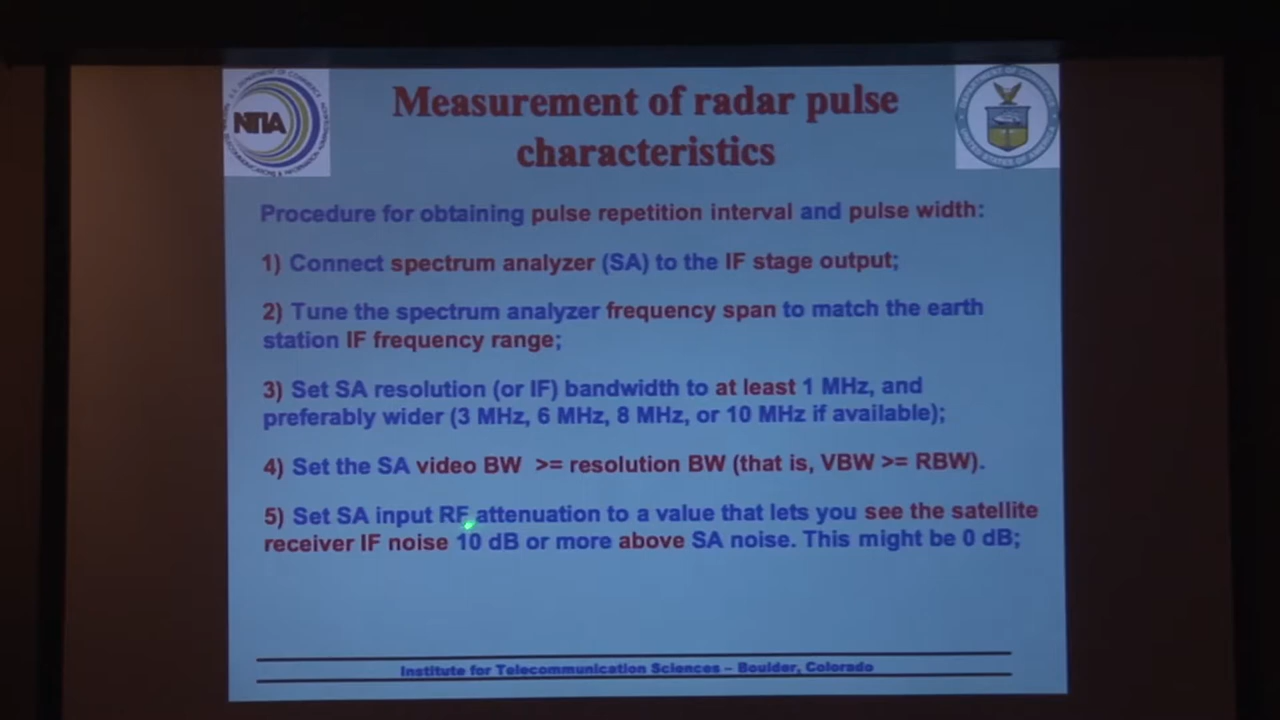 NTIA
Measurement of radar pulse
characteristics
Procedure for obtaining pulse repetition interval and pulse width:
1) Connect spectrum analyzer (SA) to the IF stage output;
2) Tune the spectrum analyzer frequency span to match the earth
station IF frequency range;
3) Set SA resolution (or IF) bandwidth to at least 1 MHz, and
preferably wider (3 MHz, 6 MHz, 8 MHz, or 10 MHz if available);
4) Set the SA video BW >= resolution BW (that is, VBW >= RBW).
5) Set SA input RF attenuation to a value that lets you see the satellite
receiver IF noise 10 dB or more above SA noise. This might be 0 dB;
Institute for Telecommunication Sciences – Boulder, Colorado